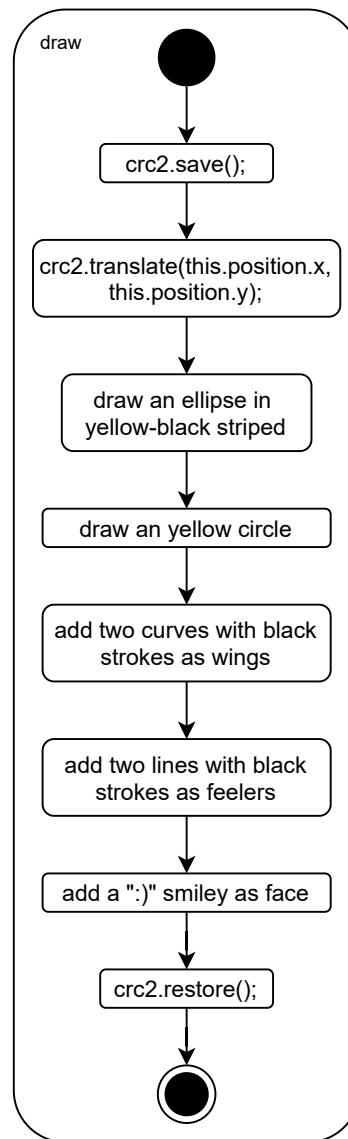 draw
crc2.save();
crc2.translate(this.position.x,
this.position.y);
draw an ellipse in
yellow-black striped
draw an yellow circle
add two curves with black
strokes as wings
add two lines with black
strokes as feelers
add a ":)" smiley as face
crc2.restore();